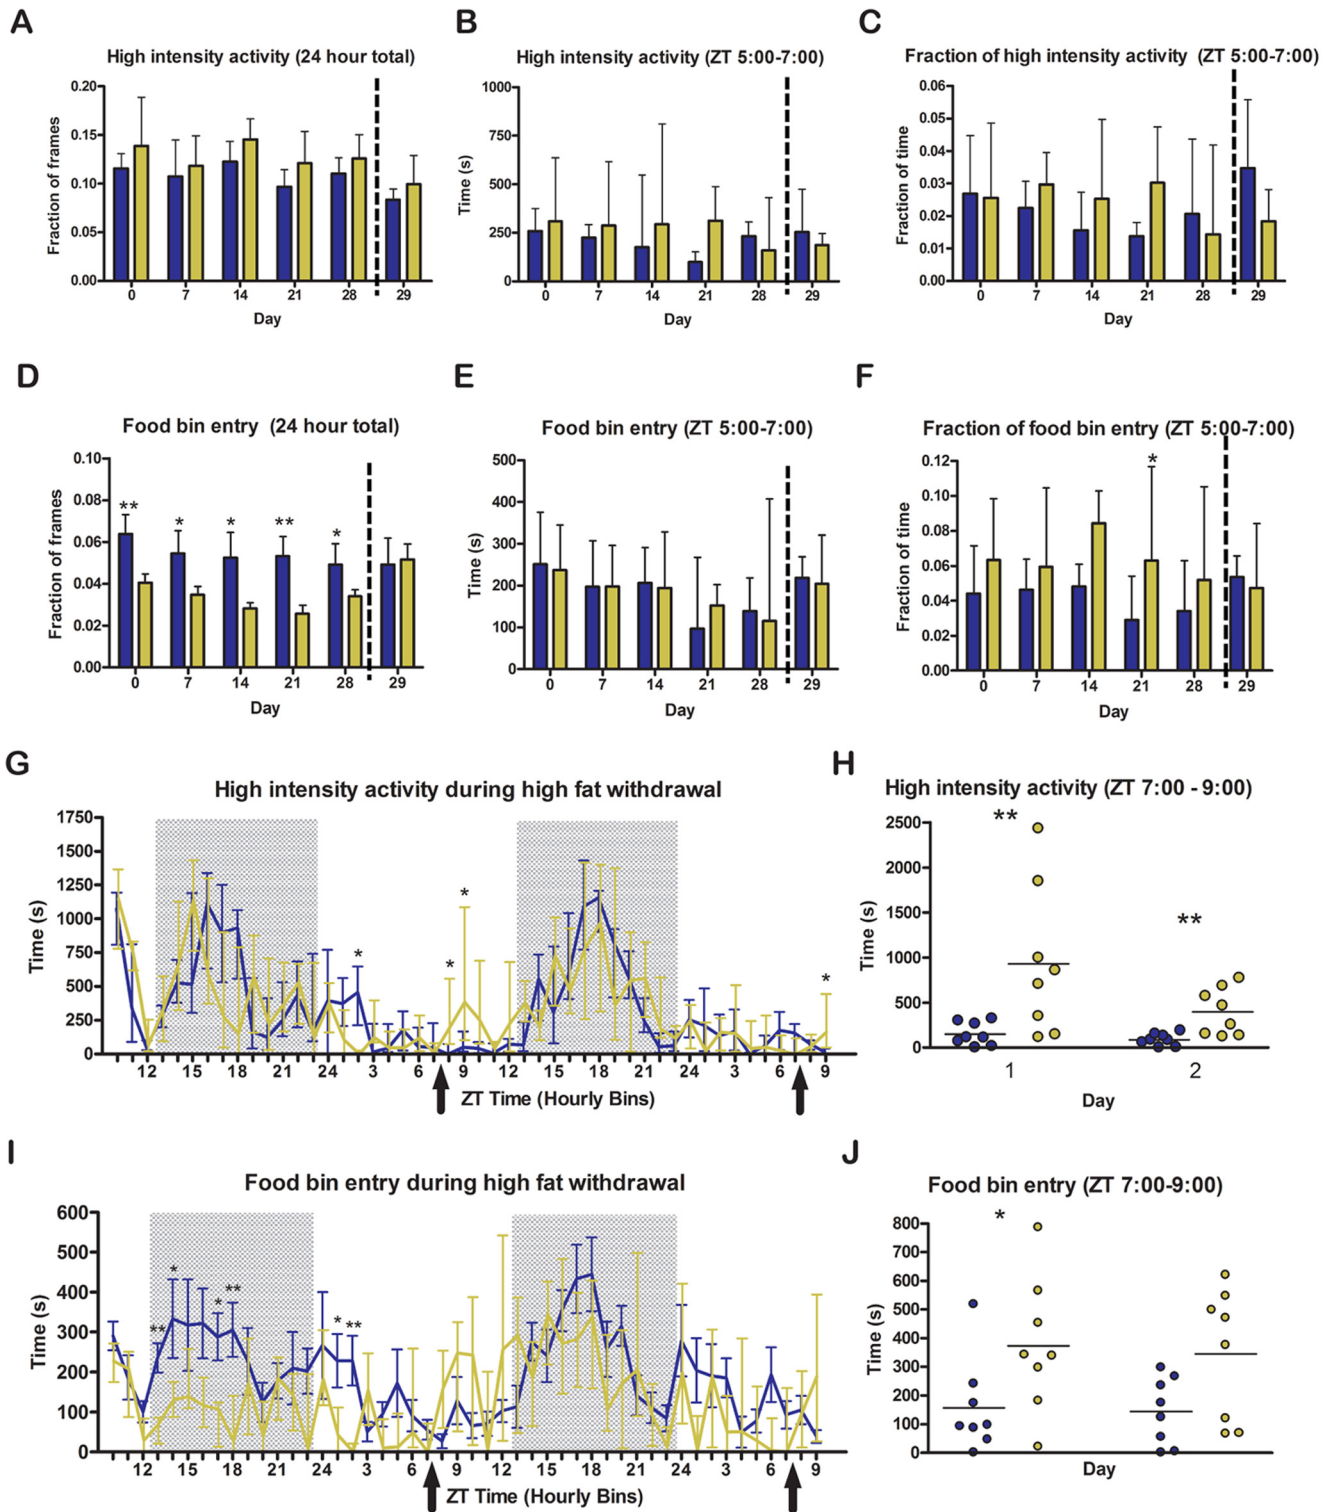 A
High intensity activity (24 hour total)
Fraction of frames
0.20
0.15
0.10
0.05
0.00
0 7 14 21 28 29
Day
B
High intensity activity (ZT 5:00-7:00)
Time (s)
1000
750
500
250
0
0 7 14 21 28 29
Day
C
Fraction of high intensity activity (ZT 5:00-7:00)
Fraction of time
0.06
0.05
0.04
0.03
0.02
0.01
0.00
0 7 14 21 28 29
Day
D
Food bin entry (24 hour total)
Fraction of frames
0.10
0.08
0.06
0.04
0.02
0.00
** * * ** *
0 7 14 21 28 29
Day
E
Food bin entry (ZT 5:00-7:00)
Time (s)
500
400
300
200
100
0
0 7 14 21 28 29
Day
F
Fraction of food bin entry (ZT 5:00-7:00)
Fraction of time
0.12
0.10
0.08
0.06
0.04
0.02
0.00
*
0 7 14 21 28 29
Day
G
High intensity activity during high fat withdrawal
Time (s)
1750
1500
1250
1000
750
500
250
0
* * * *
12 15 18 21 24 3 6 9 12 15 18 21 24 3 6 9
ZT Time (Hourly Bins)
H
High intensity activity (ZT 7:00 - 9:00)
Time (s)
2500
2000
1500
1000
500
0
** **
1 2
Day
I
Food bin entry during high fat withdrawal
Time (s)
600
500
400
300
200
100
0
** * * ** * **
12 15 18 21 24 3 6 9 12 15 18 21 24 3 6 9
ZT Time (Hourly Bins)
J
Food bin entry (ZT 7:00-9:00)
Time (s)
800
700
600
500
400
300
200
100
0
*
Day